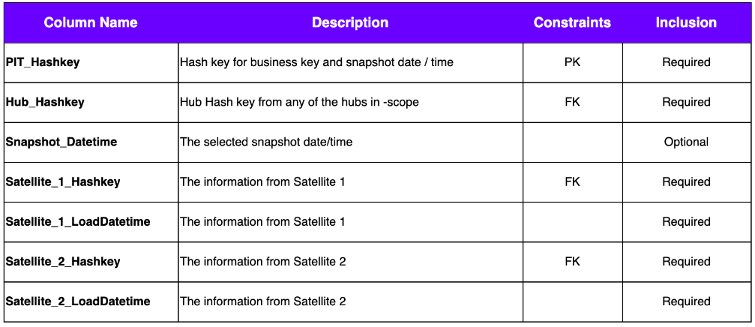 Column Name Description Constraints Inclusion
PIT_Hashkey Hash key for business key and snapshot date / time PK Required
Hub_Hashkey Hub Hash key from any of the hubs in -scope FK Required
Snapshot_Datetime The selected snapshot date/time Optional
Satellite_1_Hashkey The information from Satellite 1 FK Required
Satellite_1_LoadDatetime The information from Satellite 1 Required
Satellite_2_Hashkey The information from Satellite 2 FK Required
Satellite_2_LoadDatetime The information from Satellite 2 Required